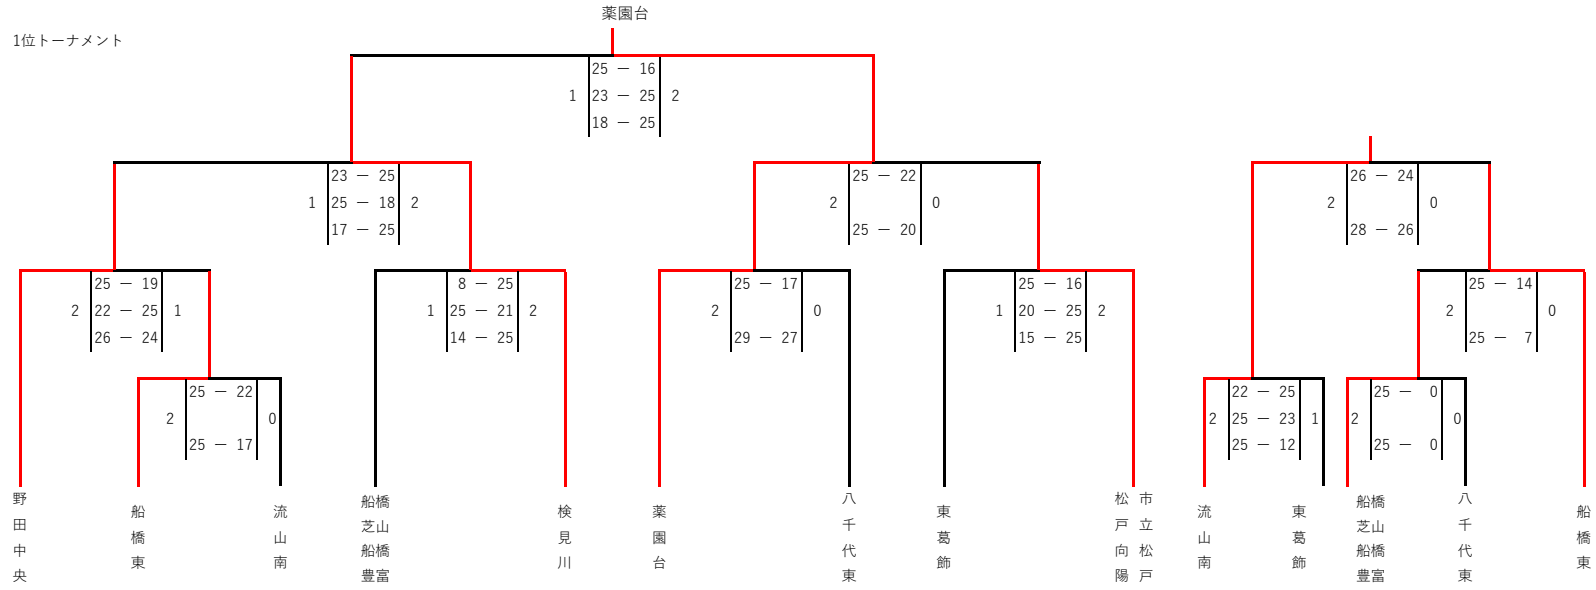 薬園台
1位トーナメント
25 － 16
1 23 － 25 2
18 － 25
23 － 25
1 25 － 18 2
17 － 25
25 － 22
2 0
25 － 20
26 － 24
2 0
28 － 26
25 － 19
2 22 － 25 1
26 － 24
8 － 25
1 25 － 21 2
14 － 25
25 － 17
2 0
29 － 27
25 － 16
1 20 － 25 2
15 － 25
25 － 14
2 0
25 － 7
25 － 22
2 0
25 － 17
22 － 25
2 25 － 23 1
25 － 12
25 － 0
2 0
25 － 0
野田中央
船橋東
流山南
船橋
芝山
船橋
豊富
検見川
薬園台
八千代東
東葛飾
市立松戸
松戸向陽
流山南
東葛飾
船橋
芝山
船橋
豊富
八千代東
船橋東